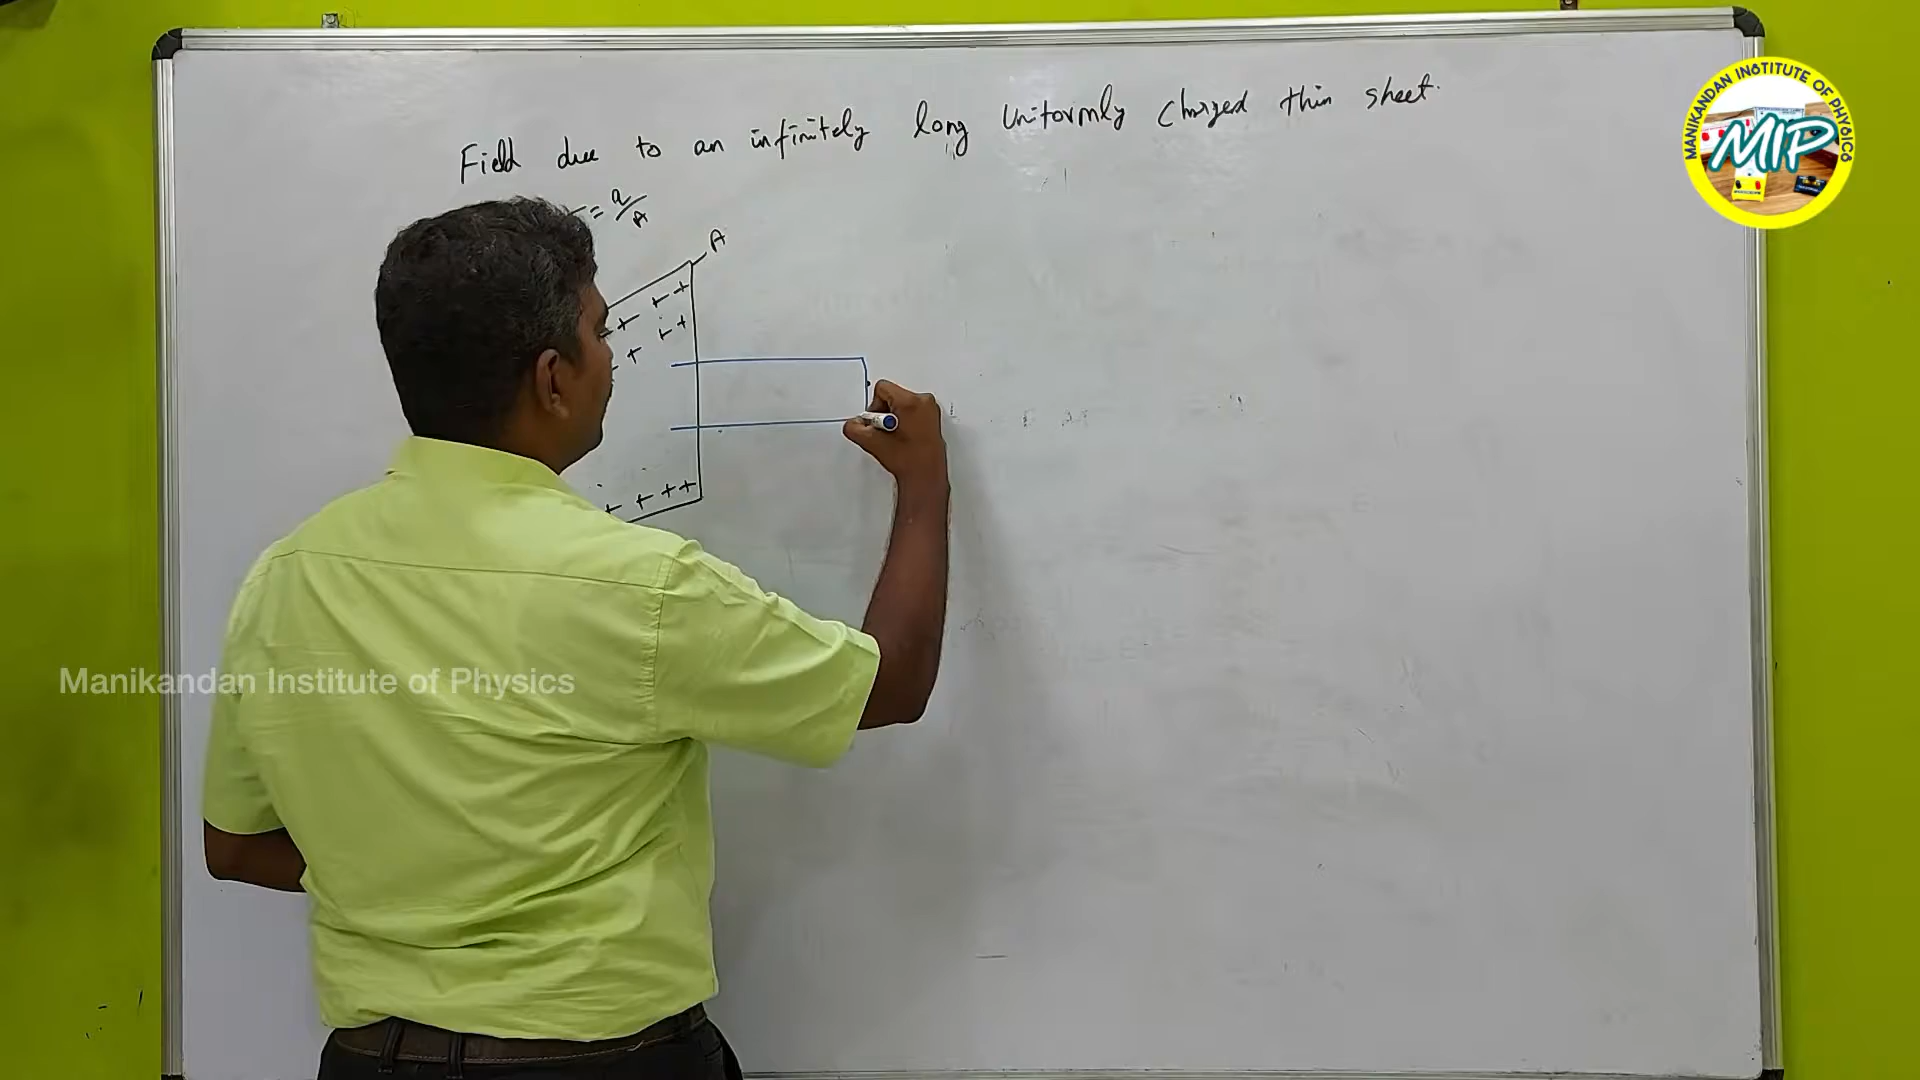 Field due to an infinitely long Uniformly charged thin sheet.
= q/A
A
+ + +
+ + +
+ + + +
MANIKANDAN INSTITUTE OF PHYSICS
MIP
Manikandan Institute of Physics